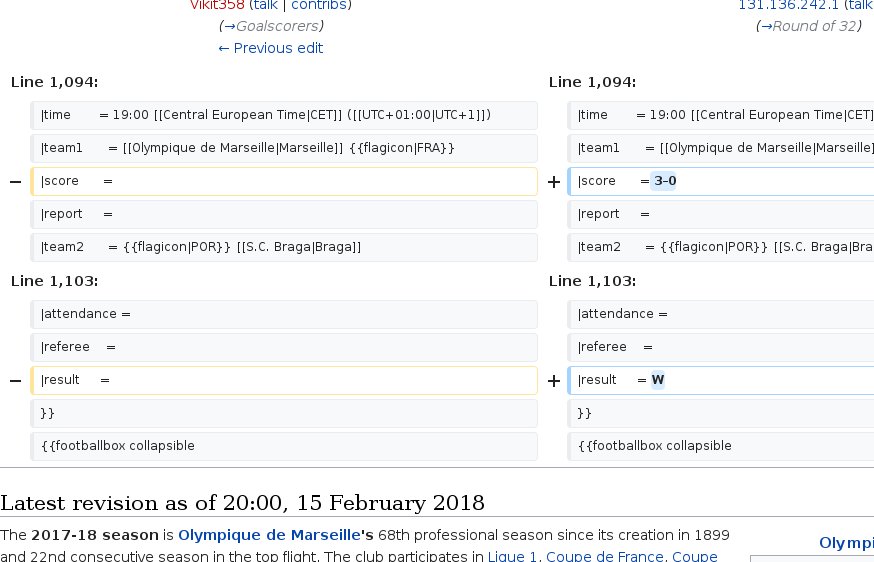 Vikit358 (talk | contribs)
(→Goalscorers)
← Previous edit
131.136.242.1 (talk
(→Round of 32)
Line 1,094:
Line 1,094:
|time = 19:00 [[Central European Time|CET]] ([[UTC+01:00|UTC+1]])
|time = 19:00 [[Central European Time|CET]
|team1 = [[Olympique de Marseille|Marseille]] {{flagicon|FRA}}
|team1 = [[Olympique de Marseille|Marseille]
− |score =
+ |score = 3–0
|report =
|report =
|team2 = {{flagicon|POR}} [[S.C. Braga|Braga]]
|team2 = {{flagicon|POR}} [[S.C. Braga|Bra
Line 1,103:
Line 1,103:
|attendance =
|attendance =
|referee =
|referee =
− |result =
+ |result = W
}}
}}
{{footballbox collapsible
{{footballbox collapsible
Latest revision as of 20:00, 15 February 2018
The 2017-18 season is Olympique de Marseille's 68th professional season since its creation in 1899
and 22nd consecutive season in the top flight. The club participates in Ligue 1, Coupe de France, Coupe
Olympi